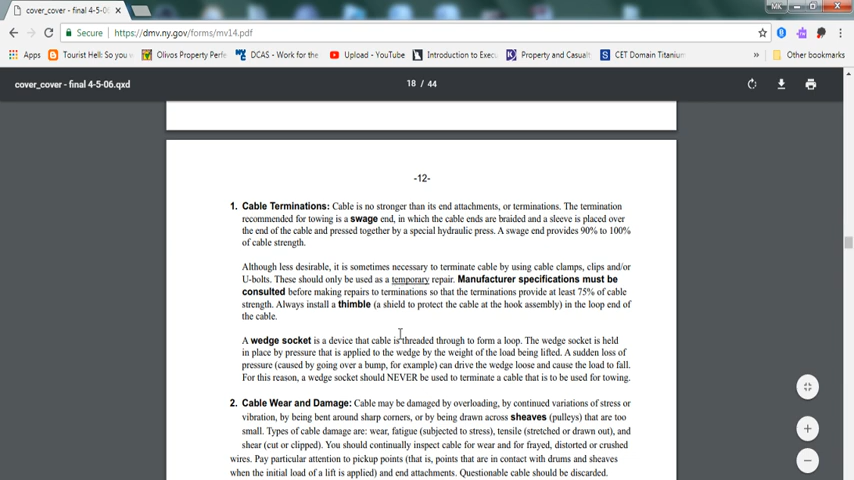 cover_cover - final 4-5-0
MK
Secure
https://dmv.ny.gov/forms/mv14.pdf
Apps
Tourist Hell: So you
Olivos Property Perfe
DCAS - Work for the
Upload - YouTube
Introduction to Execu
Property and Casualt
CET Domain Titanium
»
Other bookmarks
cover_cover - final 4-5-06.qxd
18 / 44
-12-
1. Cable Terminations: Cable is no stronger than its end attachments, or terminations. The termination
recommended for towing is a swage end, in which the cable ends are braided and a sleeve is placed over
the end of the cable and pressed together by a special hydraulic press. A swage end provides 90% to 100%
of cable strength.
Although less desirable, it is sometimes necessary to terminate cable by using cable clamps, clips and/or
U-bolts. These should only be used as a temporary repair. Manufacturer specifications must be
consulted before making repairs to terminations so that the terminations provide at least 75% of cable
strength. Always install a thimble (a shield to protect the cable at the hook assembly) in the loop end of
the cable.
A wedge socket is a device that cable is threaded through to form a loop. The wedge socket is held
in place by pressure that is applied to the wedge by the weight of the load being lifted. A sudden loss of
pressure (caused by going over a bump, for example) can drive the wedge loose and cause the load to fall.
For this reason, a wedge socket should NEVER be used to terminate a cable that is to be used for towing.
2. Cable Wear and Damage: Cable may be damaged by overloading, by continued variations of stress or
vibration, by being bent around sharp corners, or by being drawn across sheaves (pulleys) that are too
small. Types of cable damage are: wear, fatigue (subjected to stress), tensile (stretched or drawn out), and
shear (cut or clipped). You should continually inspect cable for wear and for frayed, distorted or crushed
wires. Pay particular attention to pickup points (that is, points that are in contact with drums and sheaves
when the initial load of a lift is applied) and end attachments. Questionable cable should be discarded.